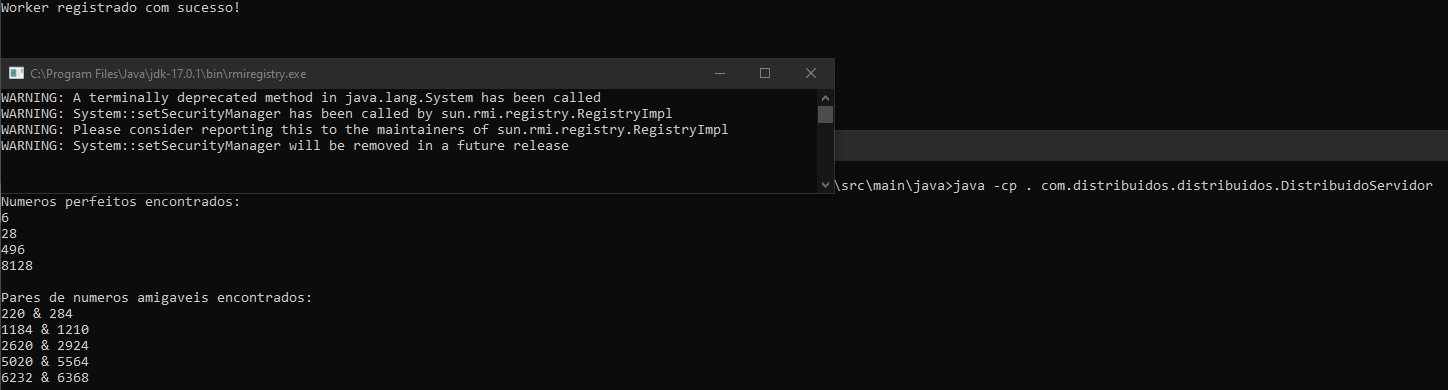 Worker registrado com sucesso!
C:\Program Files\Java\jdk-17.0.1\bin\rmiregistry.exe
WARNING: A terminally deprecated method in java.lang.System has been called
WARNING: System::setSecurityManager has been called by sun.rmi.registry.RegistryImpl
WARNING: Please consider reporting this to the maintainers of sun.rmi.registry.RegistryImpl
WARNING: System::setSecurityManager will be removed in a future release
\src\main\java>java -cp . com.distribuidos.distribuidos.DistribuidoServidor
Numeros perfeitos encontrados:
6
28
496
8128
Pares de numeros amigaveis encontrados:
220 & 284
1184 & 1210
2620 & 2924
5020 & 5564
6232 & 6368